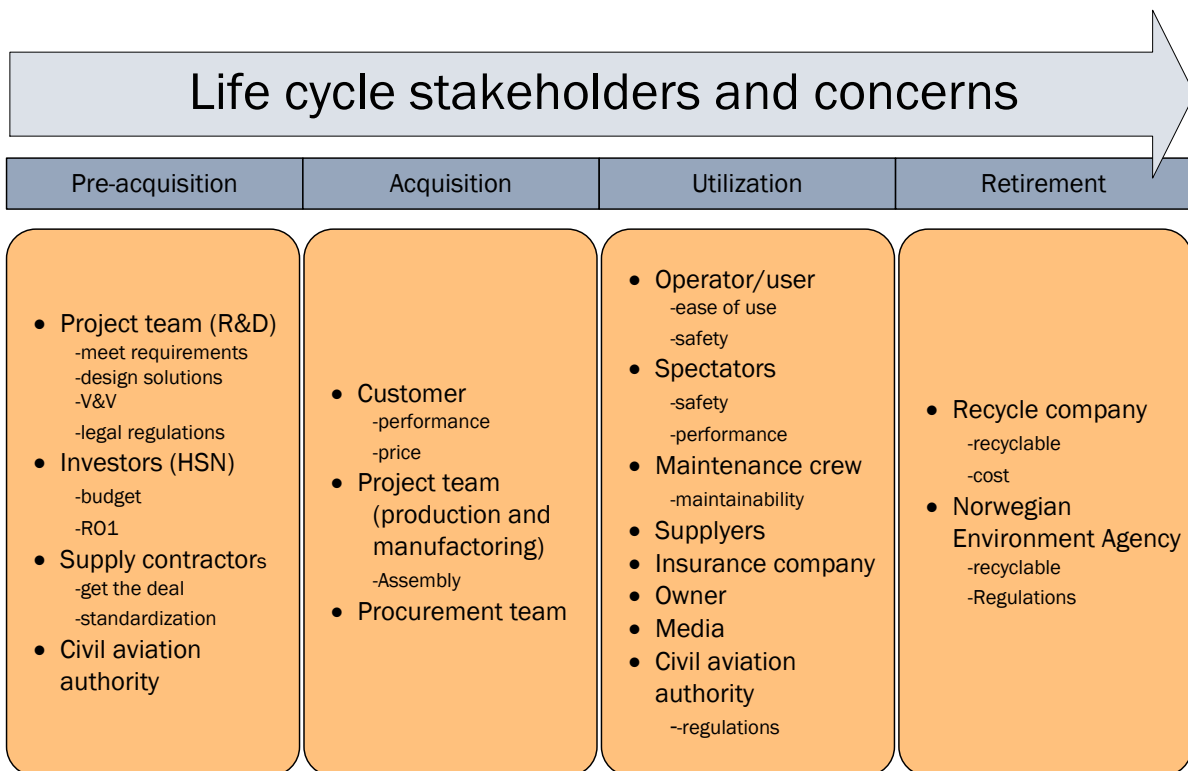 Life cycle stakeholders and concerns
Pre-acquisition
Acquisition
Utilization
Retirement
• Project team (R&D)
-meet requirements
-design solutions
-V&V
-legal regulations
• Investors (HSN)
-budget
-RO1
• Supply contractors
-get the deal
-standardization
• Civil aviation
authority
• Customer
-performance
-price
• Project team
(production and
manufactoring)
-Assembly
• Procurement team
• Operator/user
-ease of use
-safety
• Spectators
-safety
-performance
• Maintenance crew
-maintainability
• Supplyers
• Insurance company
• Owner
• Media
• Civil aviation
authority
--regulations
• Recycle company
-recyclable
-cost
• Norwegian
Environment Agency
-recyclable
-Regulations